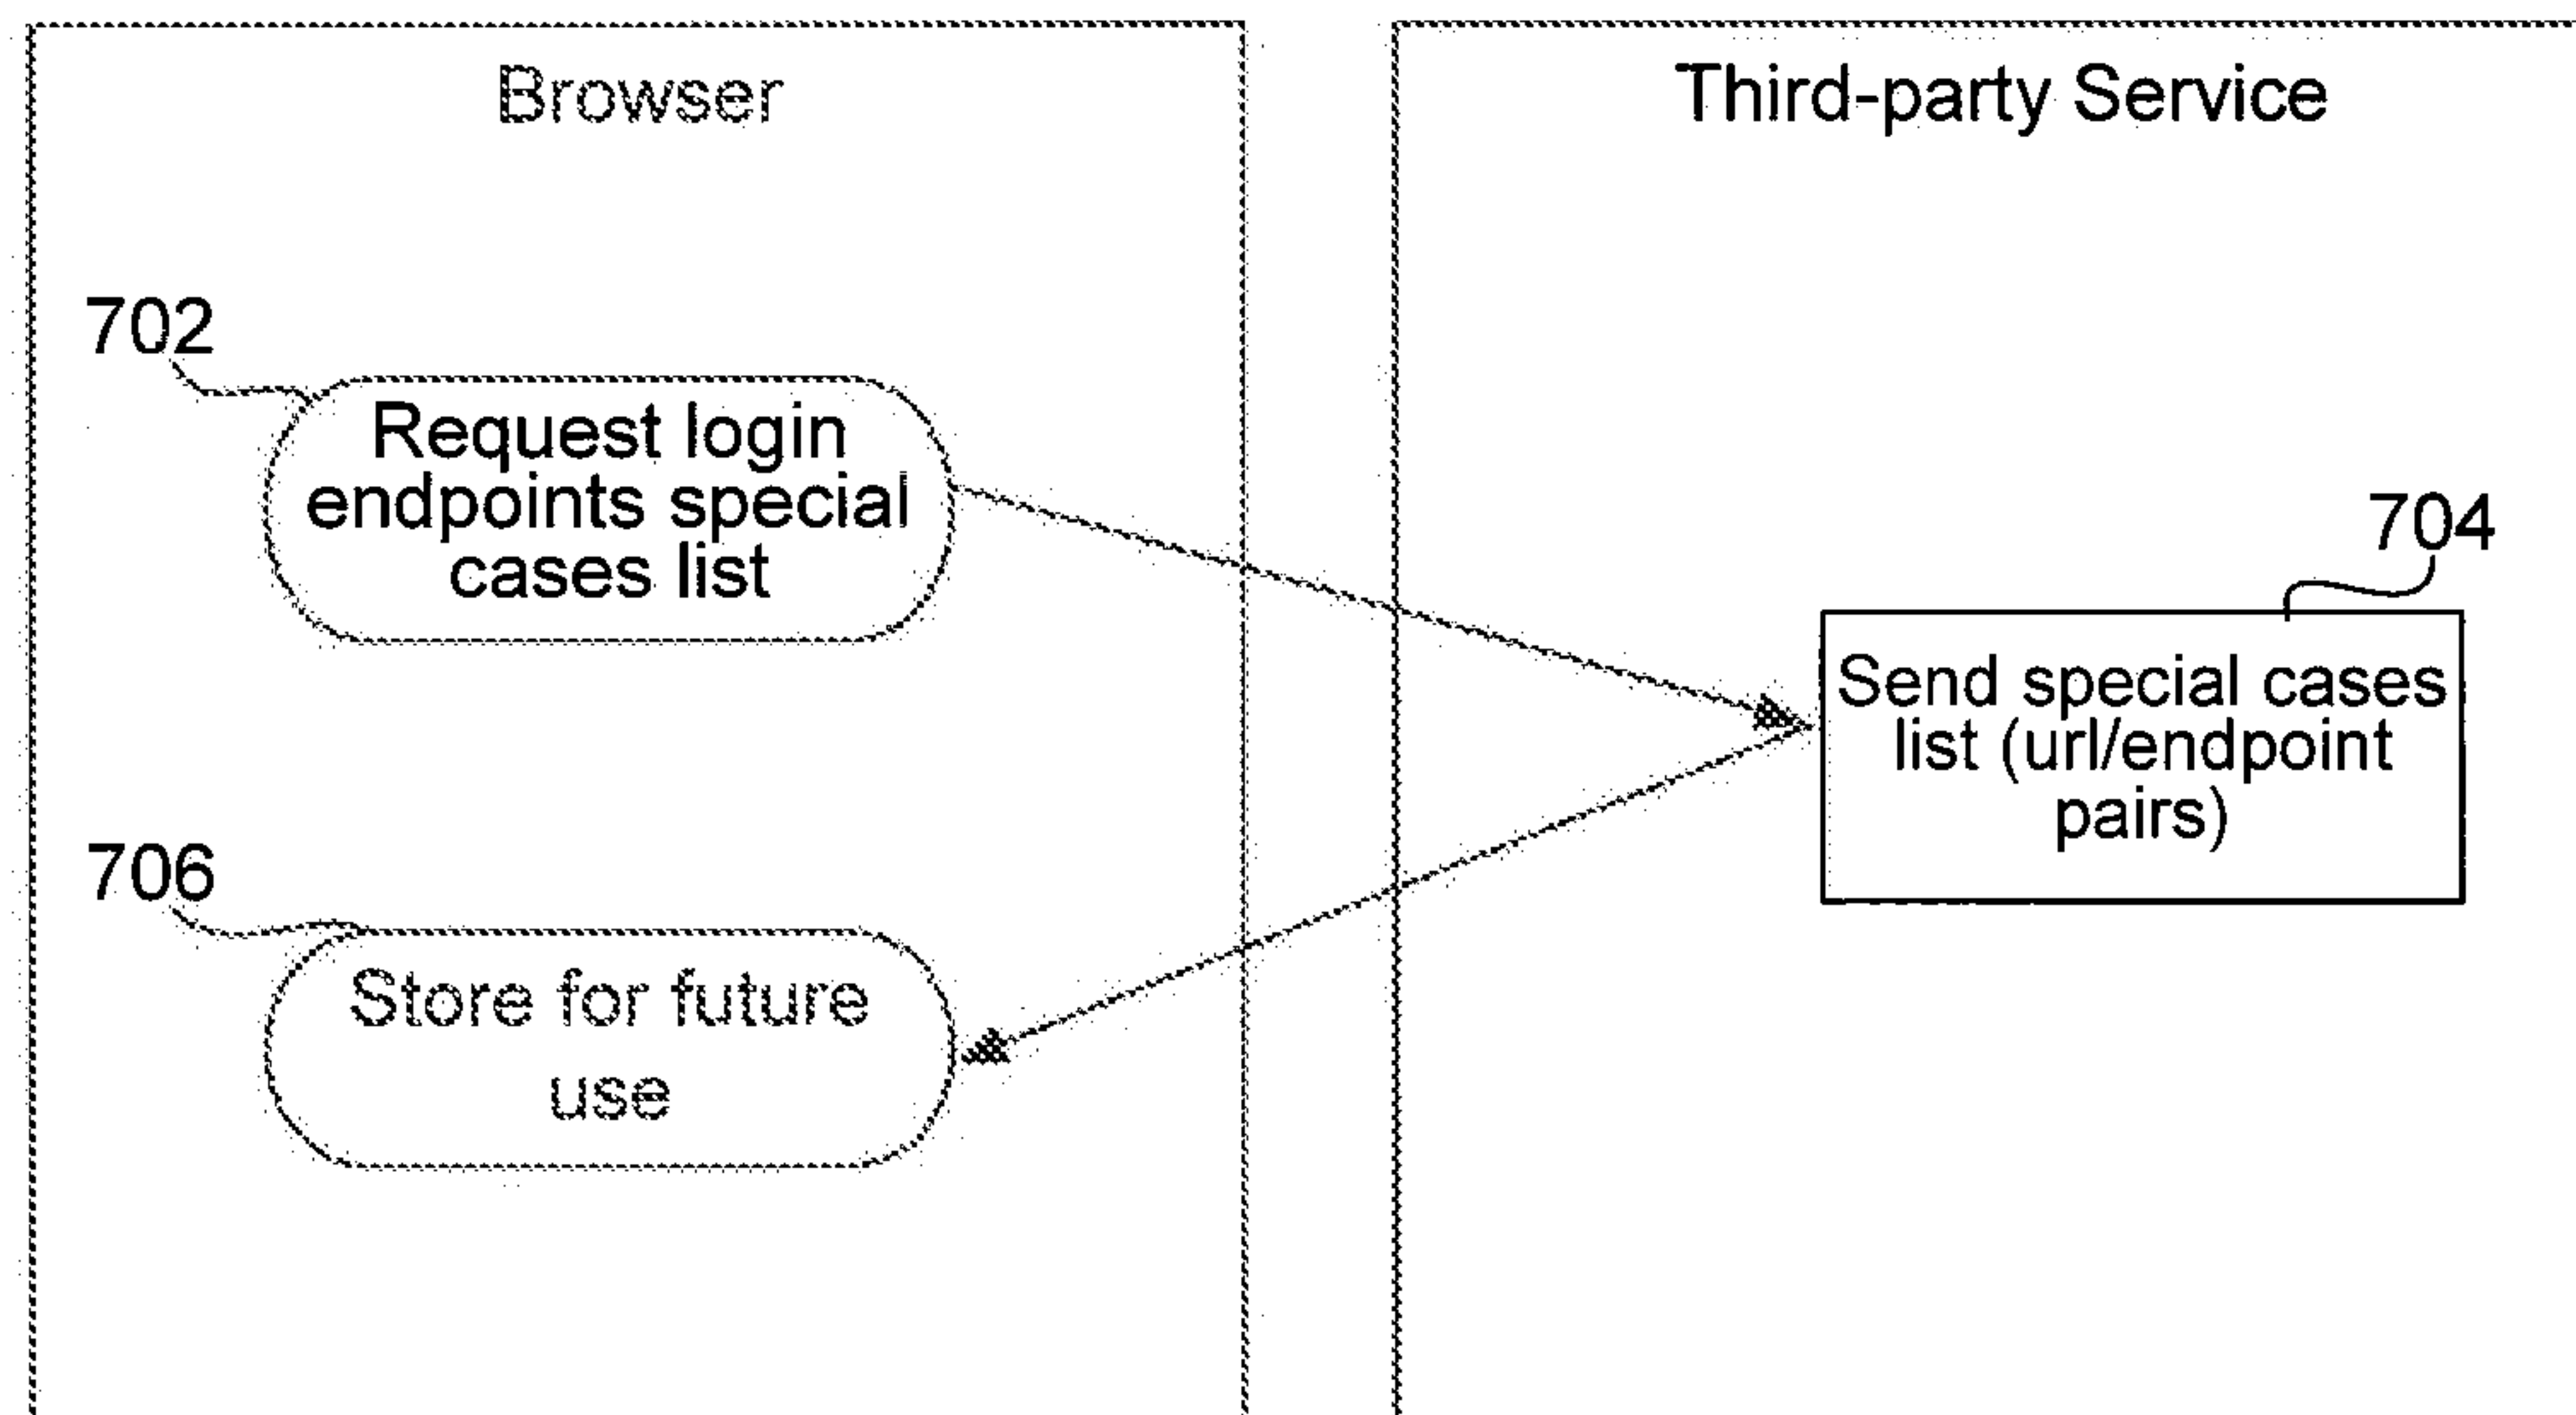 Browser
Third-party Service
702
Request login
endpoints special
cases list
704
Send special cases
list (url/endpoint
pairs)
706
Store for future
use